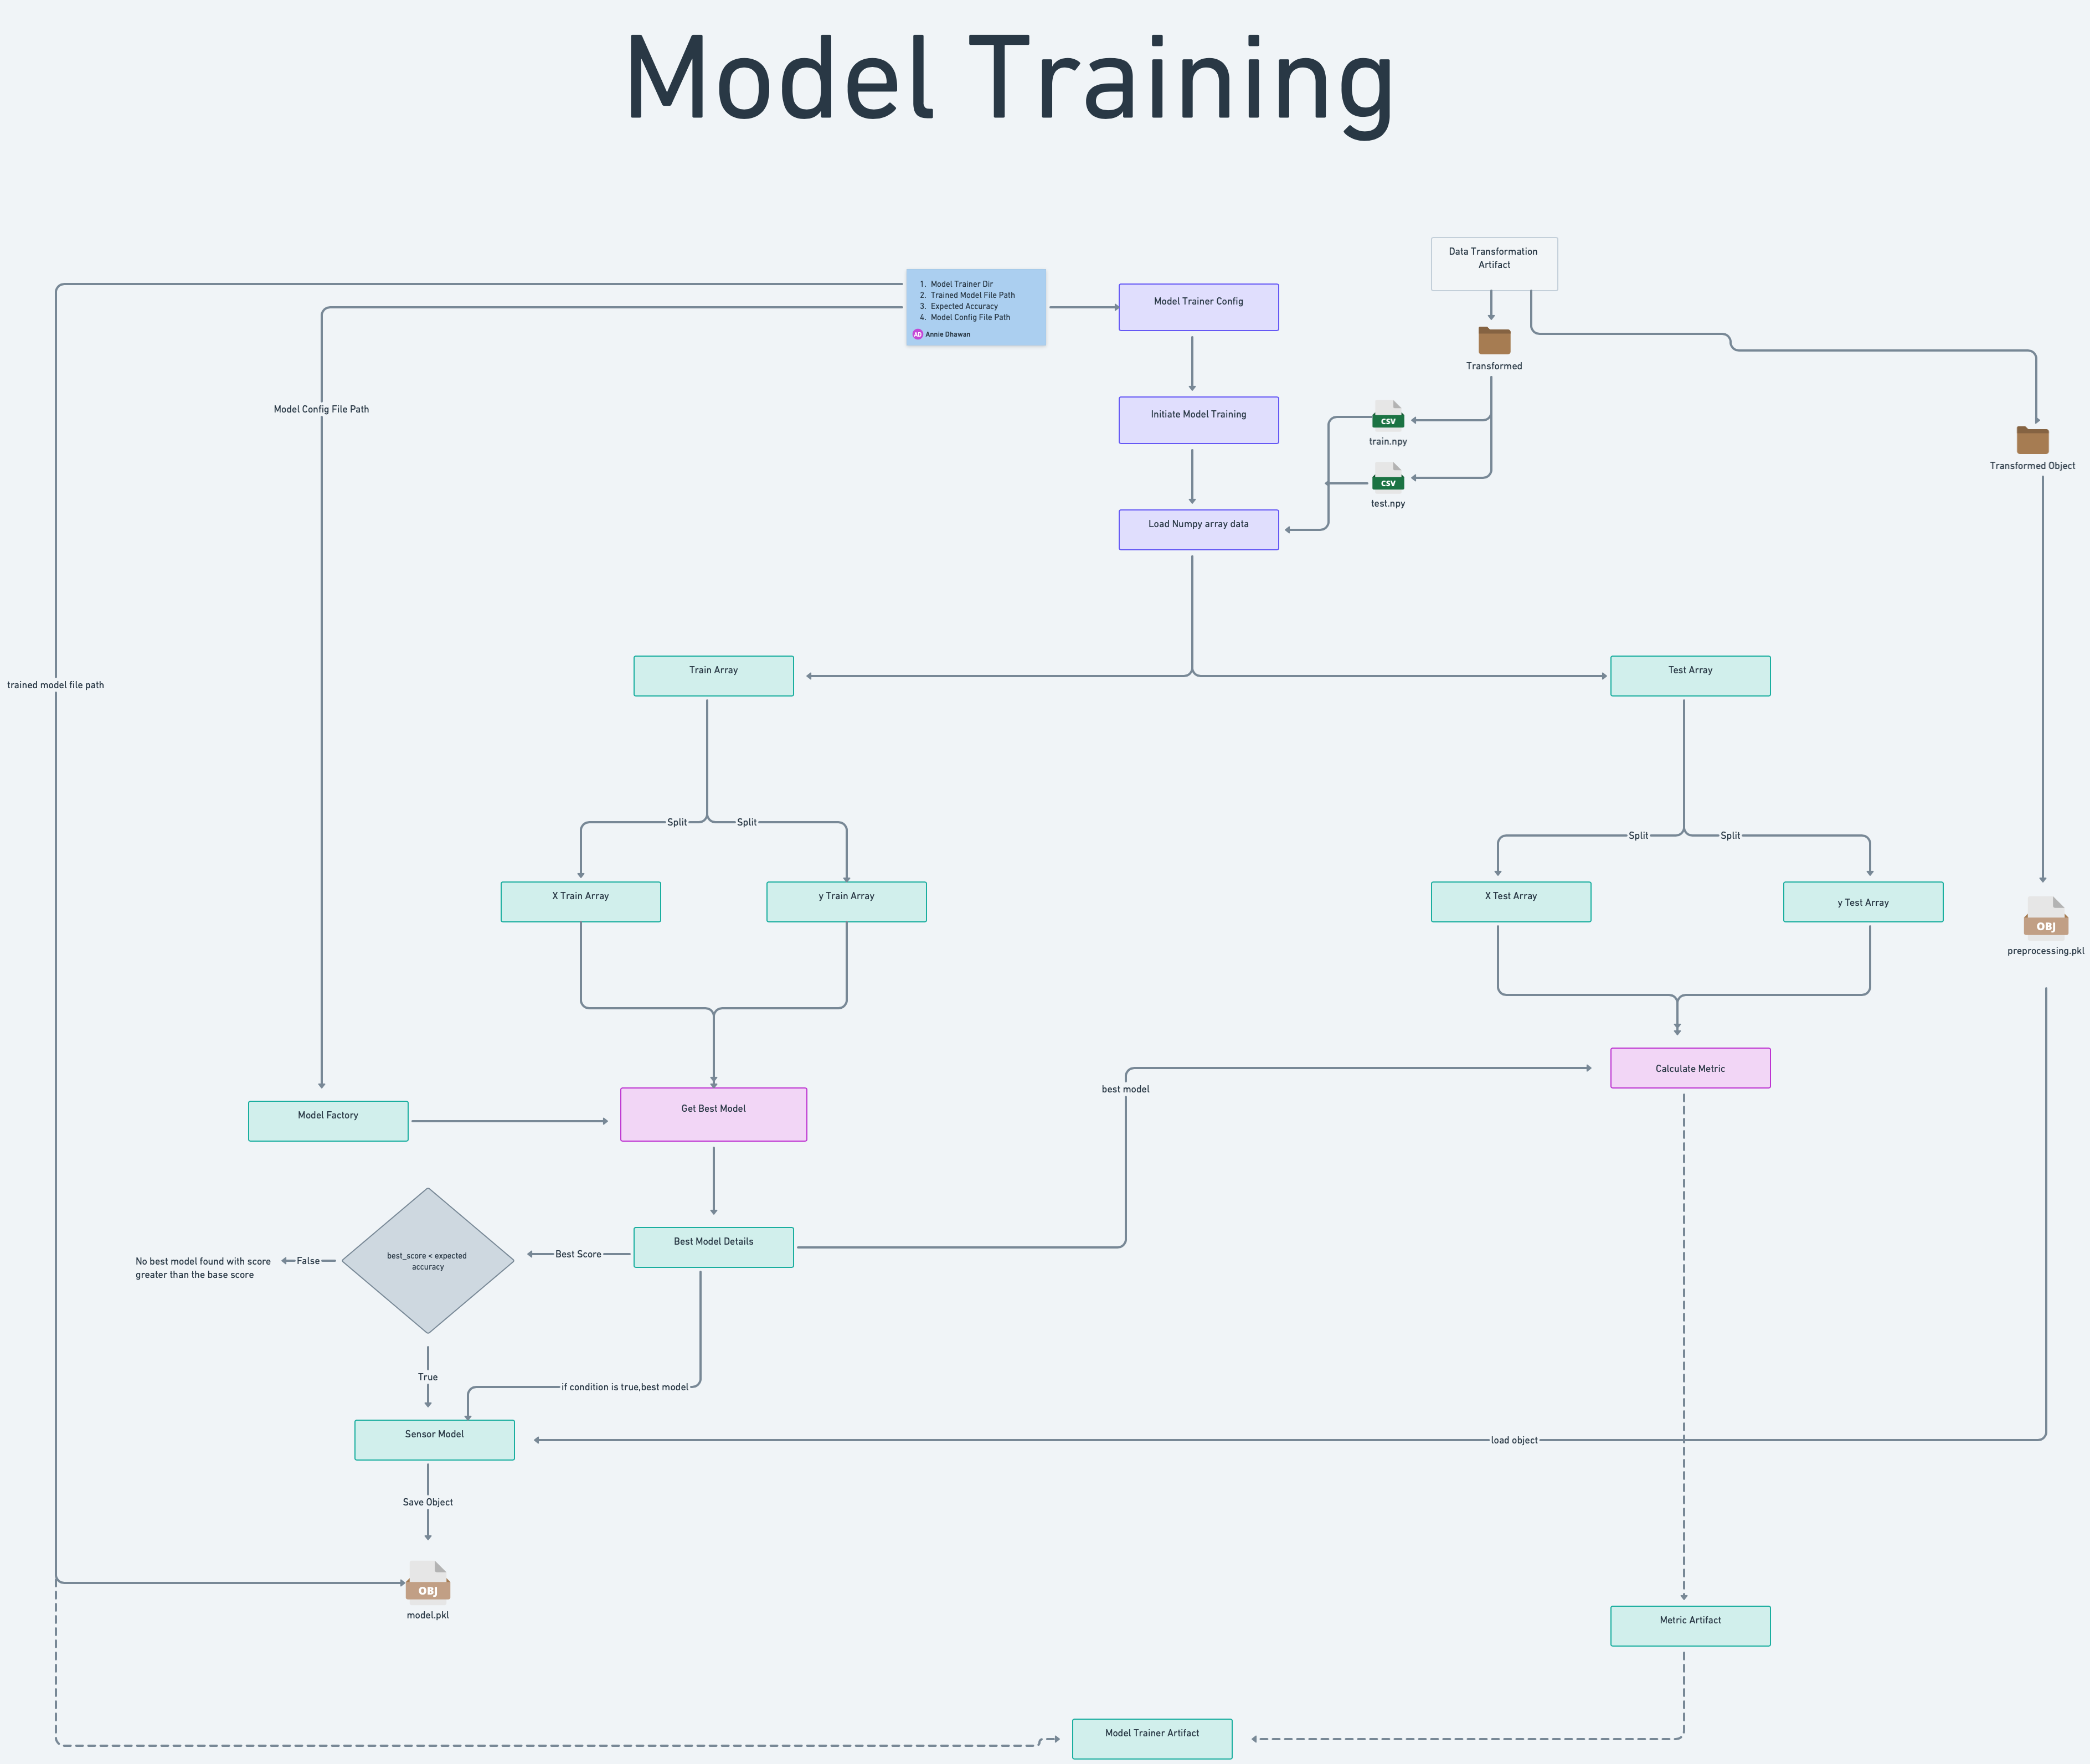 Model Training
Data Transformation
Artifact
1. Model Trainer Dir
2. Trained Model File Path
3. Expected Accuracy
4. Model Config File Path
AD Annie Dhawan
Model Trainer Config
Transformed
Model Config File Path
Initiate Model Training
CSV
train.npy
Transformed Object
CSV
test.npy
Load Numpy array data
trained model file path
Train Array
Test Array
Split
Split
Split
Split
X Train Array
y Train Array
X Test Array
y Test Array
OBJ
preprocessing.pkl
Calculate Metric
best model
Model Factory
Get Best Model
Best Model Details
best_score < expected
accuracy
Best Score
False
No best model found with score
greater than the base score
True
if condition is true,best model
Sensor Model
load object
Save Object
OBJ
model.pkl
Metric Artifact
Model Trainer Artifact